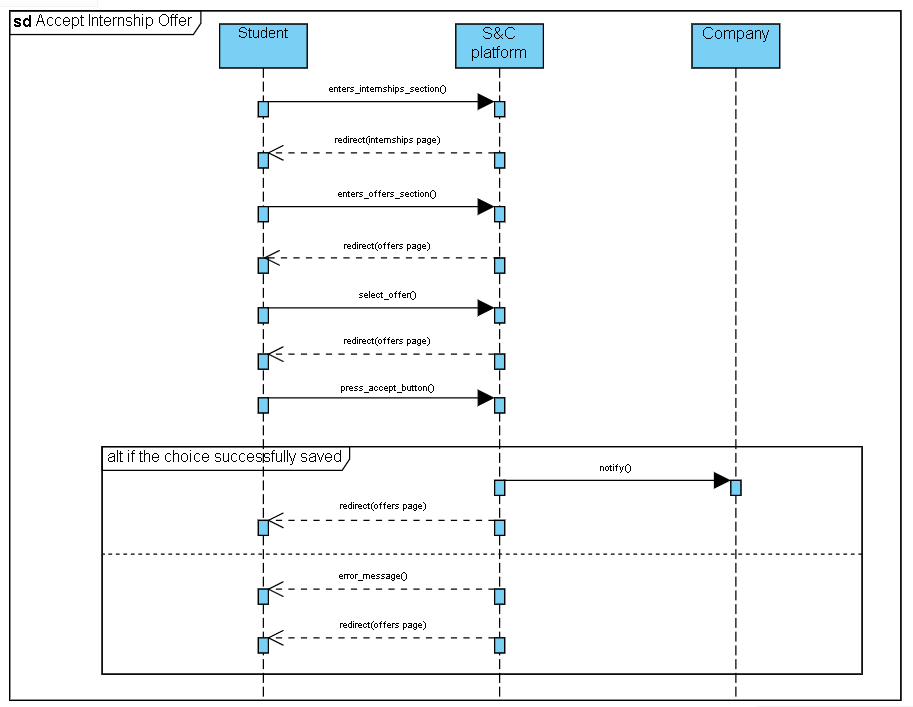 sd Accept Internship Offer
Student
S&C
platform
Company
enters_internships_section()
redirect(internships page)
enters_offers_section()
redirect(offers page)
select_offer()
redirect(offers page)
press_accept_button()
alt if the choice successfully saved
notify()
redirect(offers page)
error_message()
redirect(offers page)